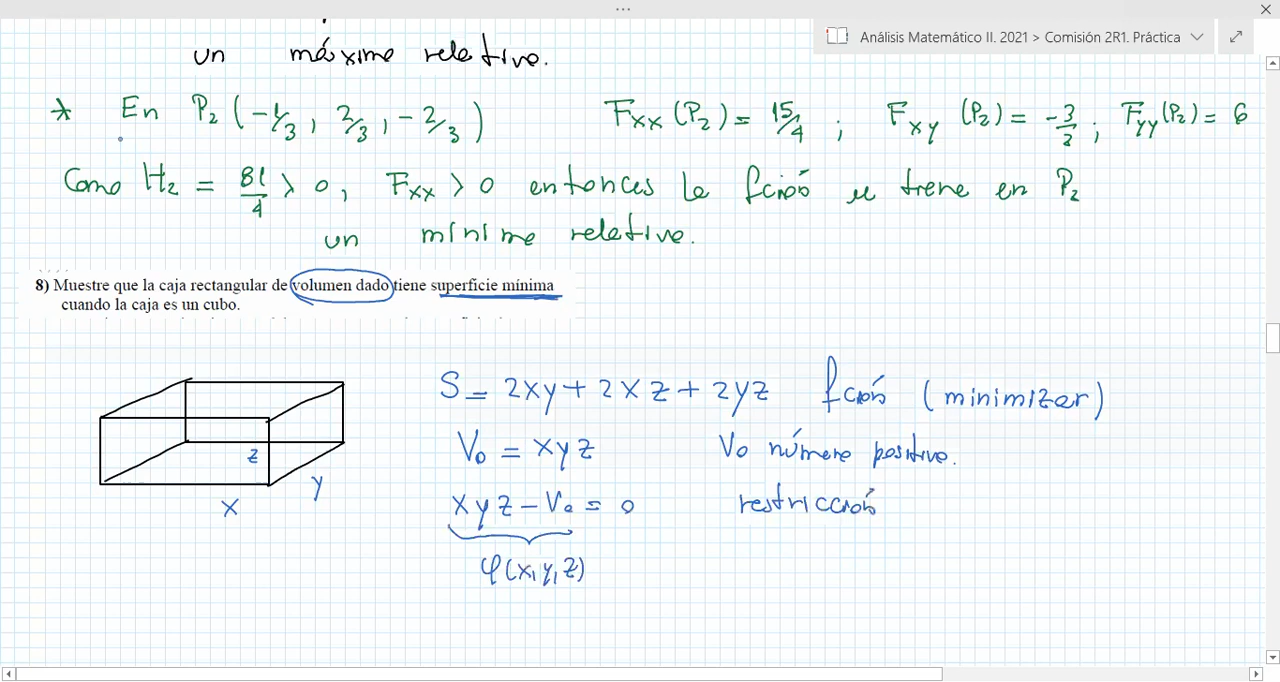 Análisis Matemático II. 2021 > Comisión 2R1. Práctica
un máximo relativo.
* En P₂ (-1/3, 2/3, -2/3) Fxx (P₂) = 15/4 ; Fxy (P₂) = -3/2 ; Fyy (P₂) = 6
Como H₂ = 81/4 > 0, Fxx > 0 entonces la fción u tiene en P₂
un mínimo relativo.
8) Muestre que la caja rectangular de volumen dado tiene superficie mínima
cuando la caja es un cubo.
S = 2xy + 2xz + 2yz fción (minimizar)
V₀ = xyz V₀ número positivo.
z
y
x
xyz - V₀ = 0 restricción
φ(x,y,z)